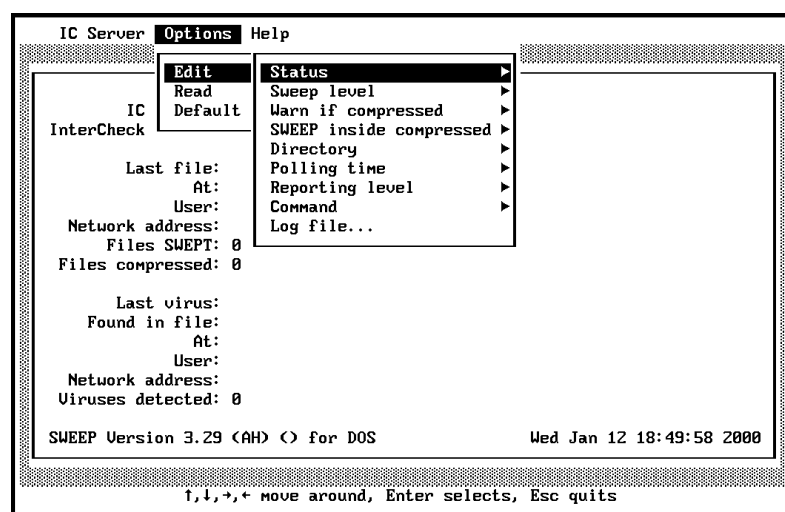 IC Server Options Help
Edit Status ►
Read Sweep level ►
IC Default Warn if compressed ►
InterCheck SWEEP inside compressed ►
Directory ►
Last file: Polling time ►
At: Reporting level ►
User: Command ►
Network address: Log file...
Files SWEPT: 0
Files compressed: 0
Last virus:
Found in file:
At:
User:
Network address:
Viruses detected: 0
SWEEP Version 3.29 (AH) () for DOS Wed Jan 12 18:49:58 2000
↑,↓,→,← move around, Enter selects, Esc quits